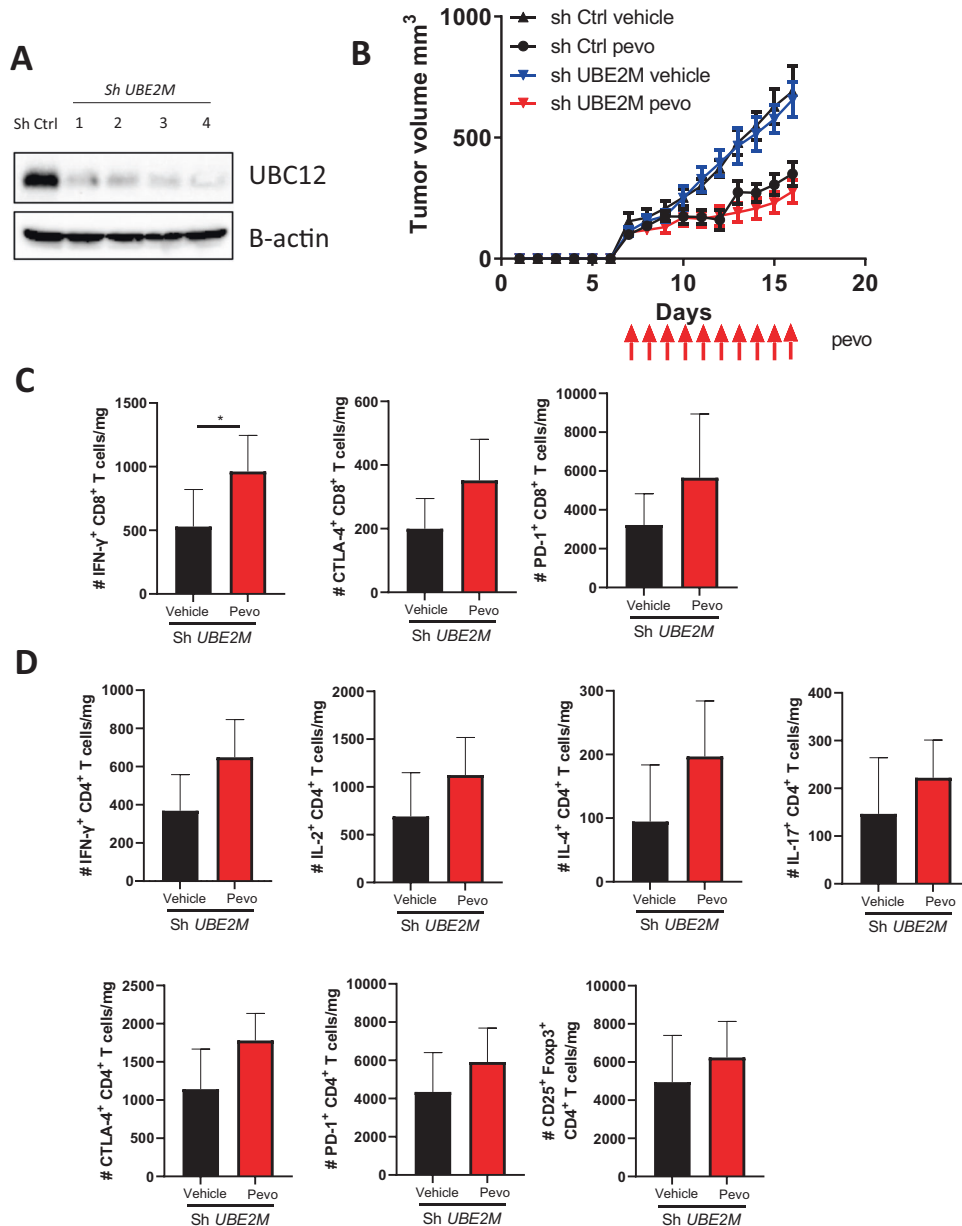 A
Sh UBE2M
Sh Ctrl 1 2 3 4
UBC12
B-actin
B
Tumor volume mm³
1000
500
0
0 5 10 15 20
Days
sh Ctrl vehicle
sh Ctrl pevo
sh UBE2M vehicle
sh UBE2M pevo
pevo
C
# IFN-γ⁺ CD8⁺ T cells/mg
1500
1000
500
0
*
Vehicle Pevo
Sh UBE2M
# CTLA-4⁺ CD8⁺ T cells/mg
600
400
200
0
Vehicle Pevo
Sh UBE2M
# PD-1⁺ CD8⁺ T cells/mg
10000
8000
6000
4000
2000
0
Vehicle Pevo
Sh UBE2M
D
# IFN-γ⁺ CD4⁺ T cells/mg
1000
800
600
400
200
0
Vehicle Pevo
Sh UBE2M
# IL-2⁺ CD4⁺ T cells/mg
2000
1500
1000
500
0
Vehicle Pevo
Sh UBE2M
# IL-4⁺ CD4⁺ T cells/mg
300
200
100
0
Vehicle Pevo
Sh UBE2M
# IL-17⁺ CD4⁺ T cells/mg
400
300
200
100
0
Vehicle Pevo
Sh UBE2M
# CTLA-4⁺ CD4⁺ T cells/mg
2500
2000
1500
1000
500
0
Vehicle Pevo
Sh UBE2M
# PD-1⁺ CD4⁺ T cells/mg
10000
8000
6000
4000
2000
0
Vehicle Pevo
Sh UBE2M
# CD25⁺ Foxp3⁺
CD4⁺ T cells/mg
10000
8000
6000
4000
2000
0
Vehicle Pevo
Sh UBE2M